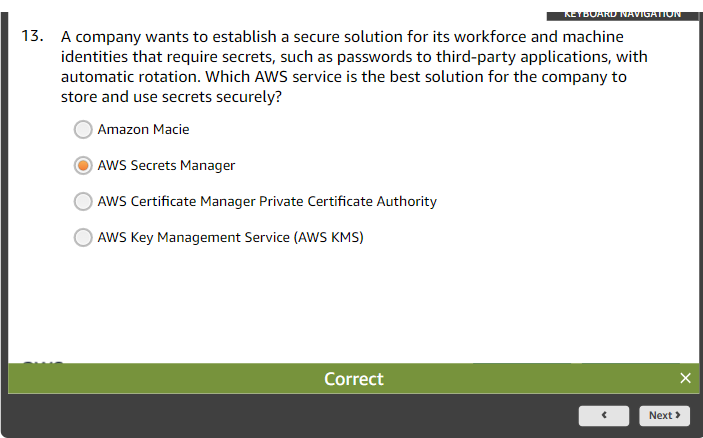 KEYBOARD NAVIGATION
13. A company wants to establish a secure solution for its workforce and machine
identities that require secrets, such as passwords to third-party applications, with
automatic rotation. Which AWS service is the best solution for the company to
store and use secrets securely?
Amazon Macie
AWS Secrets Manager
AWS Certificate Manager Private Certificate Authority
AWS Key Management Service (AWS KMS)
Correct
Next